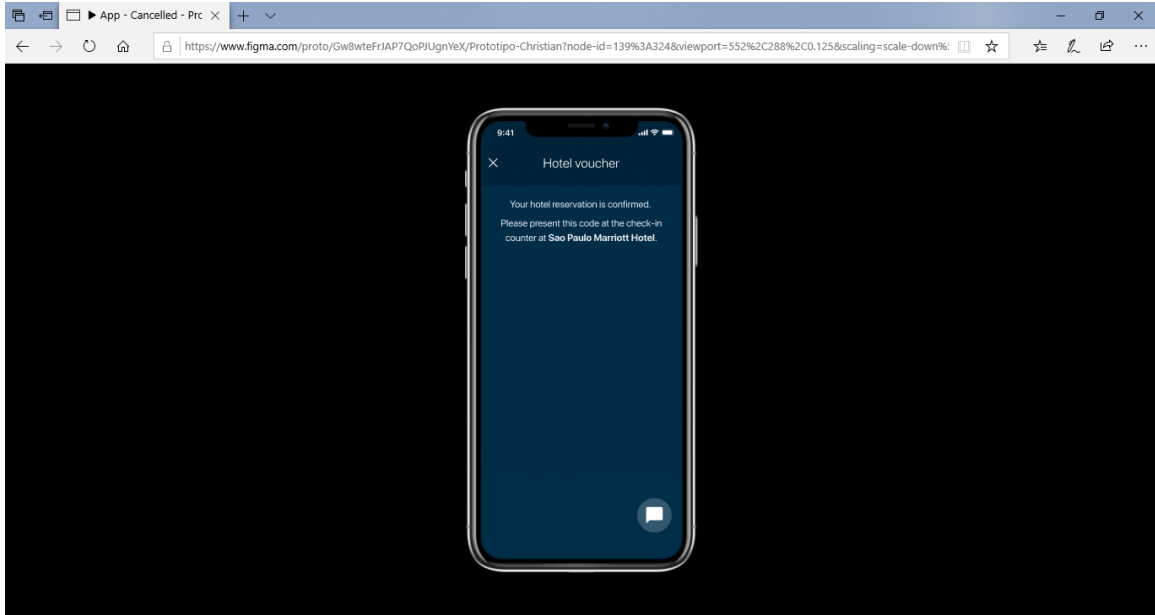 App - Cancelled - Prc
https://www.figma.com/proto/Gw8wteFrJAP7QoPJUgnYeX/Prototipo-Christian?node-id=139%3A324&viewport=552%2C288%2C0.125&scaling=scale-down%:
9:41
Hotel voucher
Your hotel reservation is confirmed.
Please present this code at the check-in
counter at Sao Paulo Marriott Hotel.